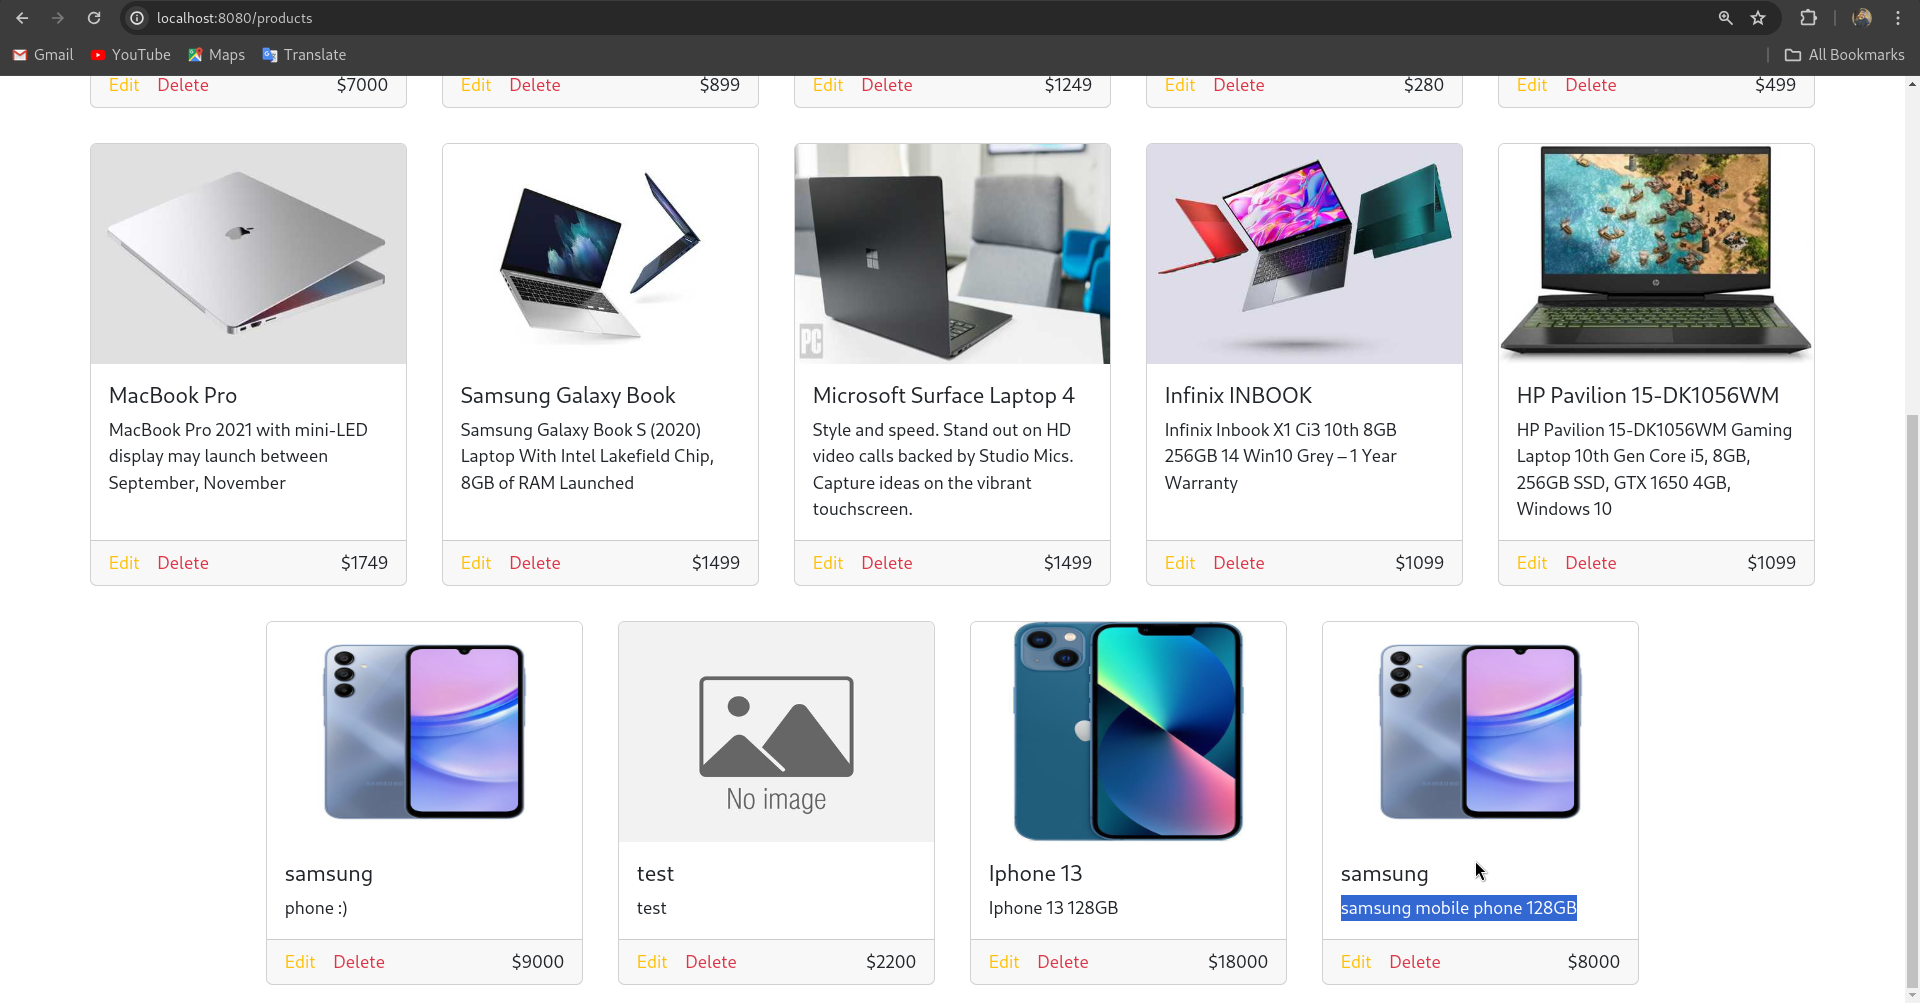 localhost:8080/products
Gmail YouTube Maps Translate All Bookmarks
Edit Delete $7000
Edit Delete $899
Edit Delete $1249
Edit Delete $280
Edit Delete $499
MacBook Pro
MacBook Pro 2021 with mini-LED
display may launch between
September, November
Edit Delete $1749
Samsung Galaxy Book
Samsung Galaxy Book S (2020)
Laptop With Intel Lakefield Chip,
8GB of RAM Launched
Edit Delete $1499
PC
Microsoft Surface Laptop 4
Style and speed. Stand out on HD
video calls backed by Studio Mics.
Capture ideas on the vibrant
touchscreen.
Edit Delete $1499
Infinix INBOOK
Infinix Inbook X1 Ci3 10th 8GB
256GB 14 Win10 Grey – 1 Year
Warranty
Edit Delete $1099
HP Pavilion 15-DK1056WM
HP Pavilion 15-DK1056WM Gaming
Laptop 10th Gen Core i5, 8GB,
256GB SSD, GTX 1650 4GB,
Windows 10
Edit Delete $1099
samsung
phone :)
Edit Delete $9000
No image
test
test
Edit Delete $2200
Iphone 13
Iphone 13 128GB
Edit Delete $18000
samsung
samsung mobile phone 128GB
Edit Delete $8000